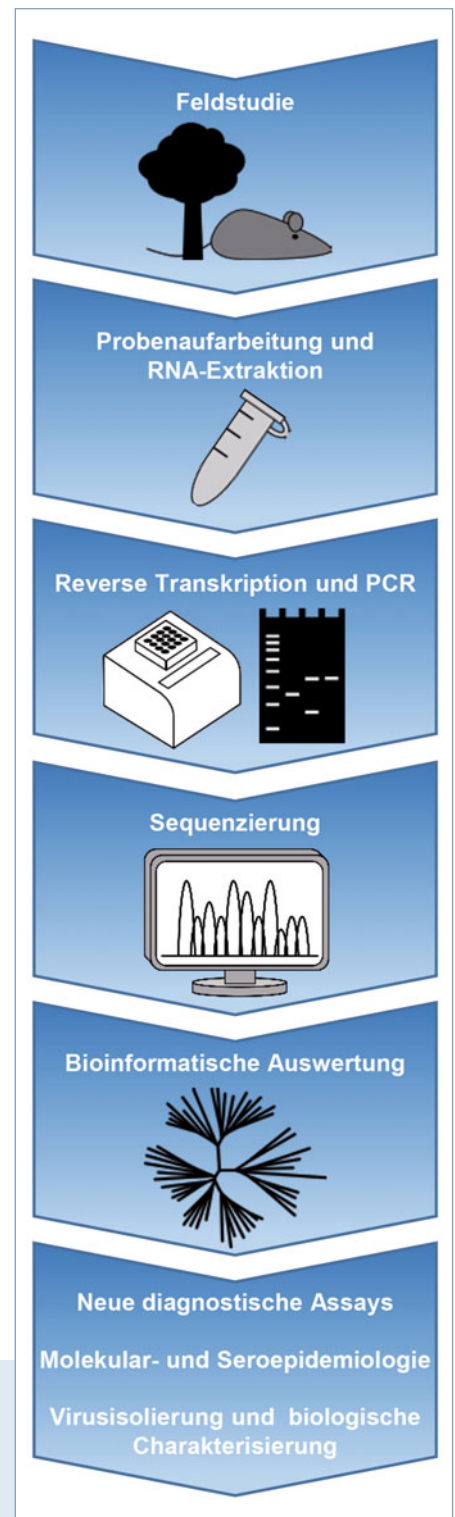 Feldstudie
Probenaufarbeitung und
RNA-Extraktion
Reverse Transkription und PCR
Sequenzierung
Bioinformatische Auswertung
Neue diagnostische Assays
Molekular- und Seroepidemiologie
Virusisolierung und biologische
Charakterisierung